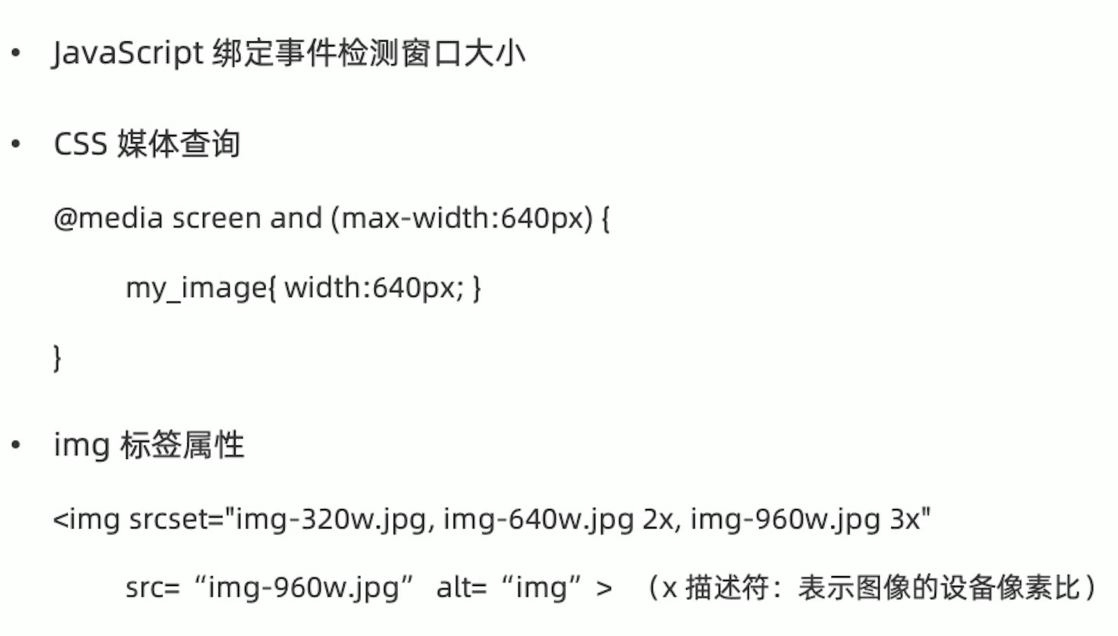 • JavaScript 绑定事件检测窗口大小
• CSS 媒体查询
@media screen and (max-width:640px) {
my_image{ width:640px; }
}
• img 标签属性
<img srcset="img-320w.jpg, img-640w.jpg 2x, img-960w.jpg 3x"
src= “img-960w.jpg” alt= “img” > （x 描述符：表示图像的设备像素比）